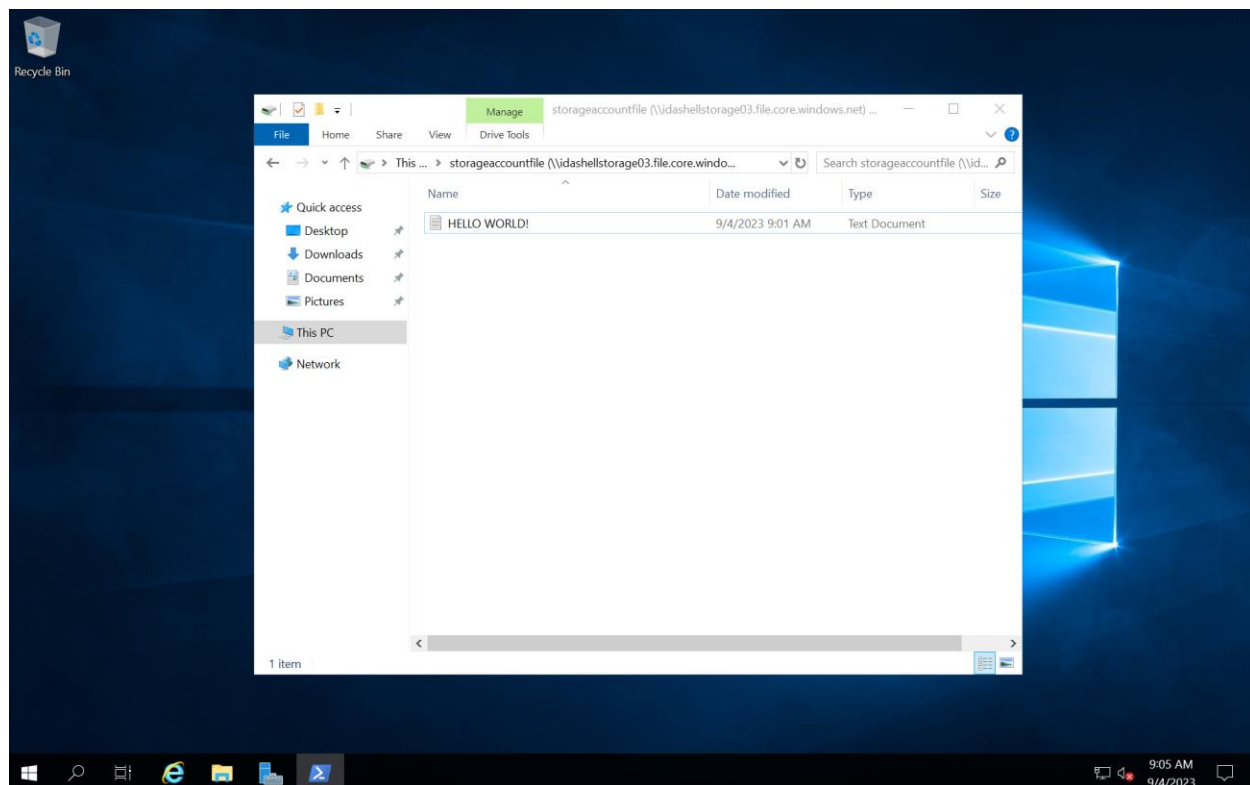 Recycle Bin
Manage storageaccountfile (\\idashellstorage03.file.core.windows.net) ...
File Home Share View Drive Tools
This ... > storageaccountfile (\\idashellstorage03.file.core.windo... Search storageaccountfile (\\id...
Name Date modified Type Size
Quick access
HELLO WORLD! 9/4/2023 9:01 AM Text Document
Desktop
Downloads
Documents
Pictures
This PC
Network
1 item
9:05 AM
9/4/2023